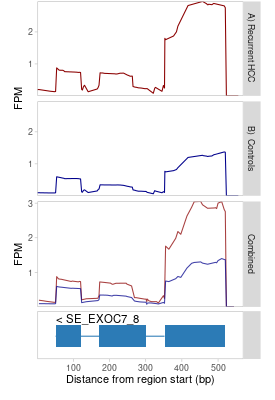 2
1
FPM
A) Recurrent HCC
2
1
B) Controls
3
2
1
FPM
Combined
< SE_EXOC7_8
100 200 300 400 500
Distance from region start (bp)